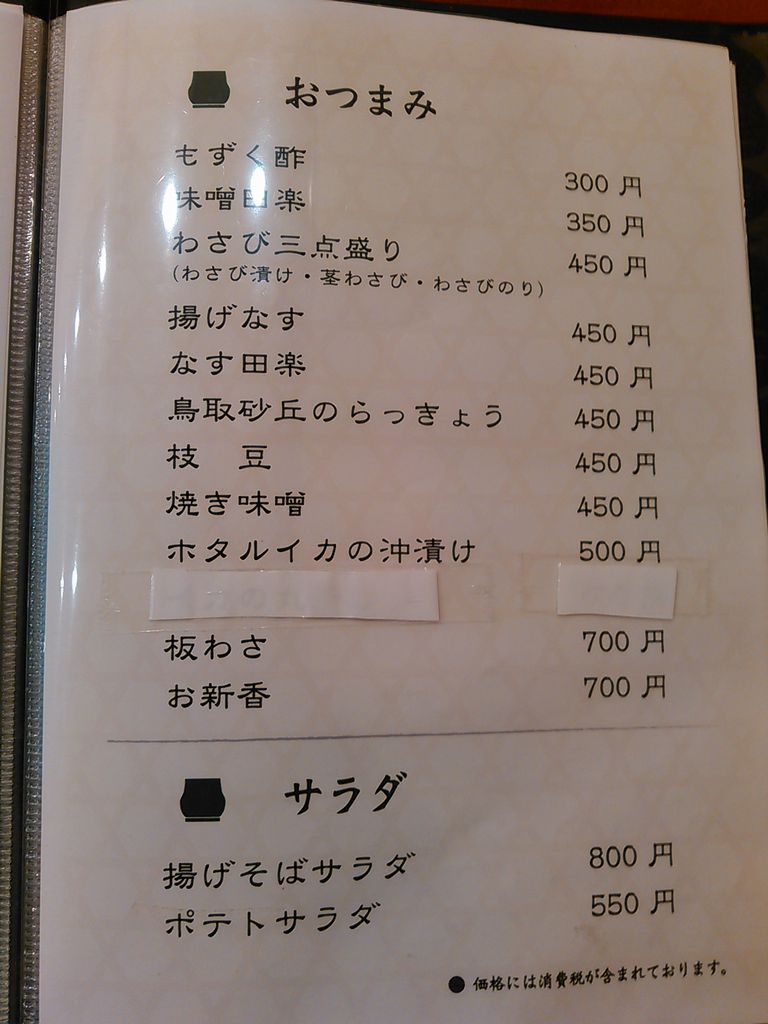 おつまみ
もずく酢 300 円
味噌田楽 350 円
わさび三点盛り 450 円
(わさび漬け・茎わさび・わさびのり)
揚げなす 450 円
なす田楽 450 円
鳥取砂丘のらっきょう 450 円
枝 豆 450 円
焼き味噌 450 円
ホタルイカの沖漬け 500 円
板わさ 700 円
お新香 700 円
サラダ
揚げそばサラダ 800 円
ポテトサラダ 550 円
●価格には消費税が含まれております。